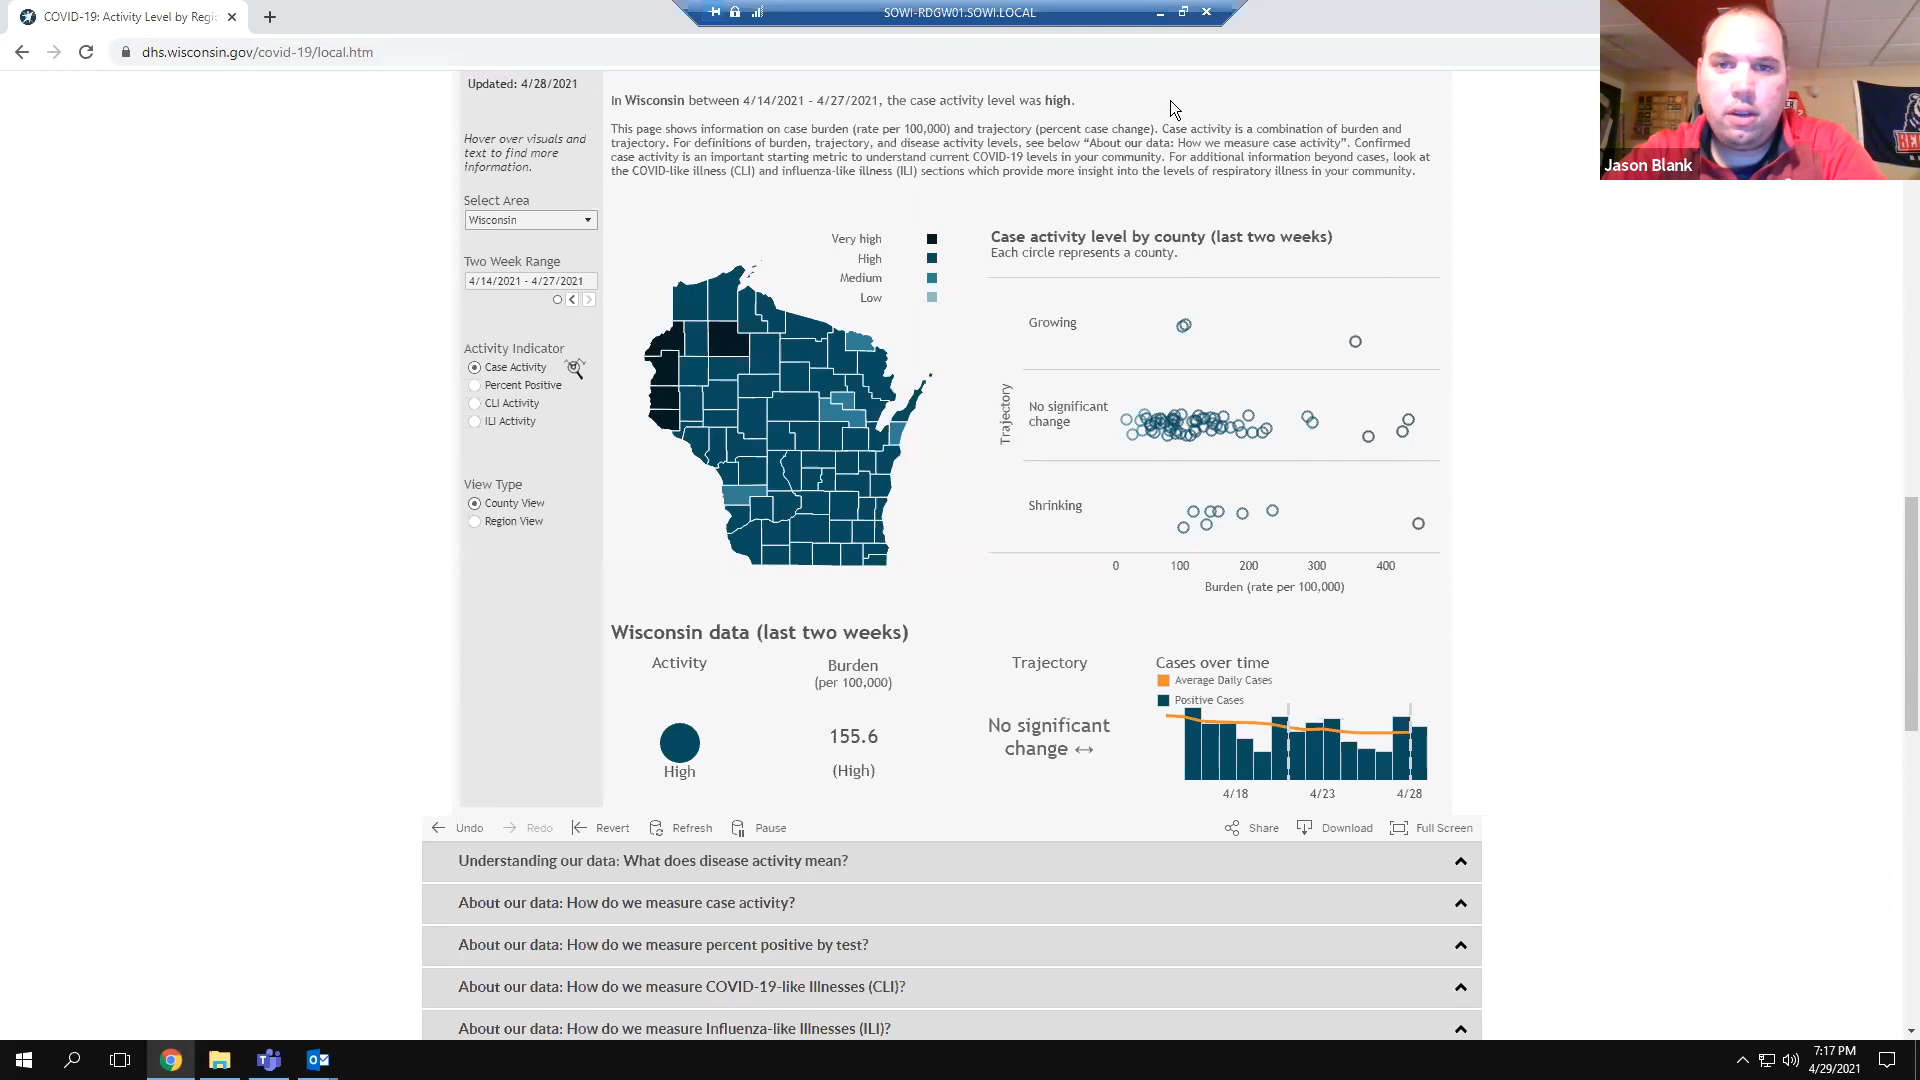 COVID-19: Activity Level by Regi
SOWI-RDGW01.SOWI.LOCAL
dhs.wisconsin.gov/covid-19/local.htm
Jason Blank
Updated: 4/28/2021
Hover over visuals and
text to find more
information.
Select Area
Wisconsin
Two Week Range
4/14/2021 - 4/27/2021
Activity Indicator
Case Activity
Percent Positive
CLI Activity
ILI Activity
View Type
County View
Region View
In Wisconsin between 4/14/2021 - 4/27/2021, the case activity level was high.
This page shows information on case burden (rate per 100,000) and trajectory (percent case change). Case activity is a combination of burden and
trajectory. For definitions of burden, trajectory, and disease activity levels, see below "About our data: How we measure case activity". Confirmed
case activity is an important starting metric to understand current COVID-19 levels in your community. For additional information beyond cases, look at
the COVID-like illness (CLI) and influenza-like illness (ILI) sections which provide more insight into the levels of respiratory illness in your community.
Very high
High
Medium
Low
Case activity level by county (last two weeks)
Each circle represents a county.
Trajectory
Growing
No significant
change
Shrinking
0 100 200 300 400
Burden (rate per 100,000)
Wisconsin data (last two weeks)
Activity
High
Burden
(per 100,000)
155.6
(High)
Trajectory
No significant
change ↔
Cases over time
Average Daily Cases
Positive Cases
4/18 4/23 4/28
Undo Redo Revert Refresh Pause Share Download Full Screen
Understanding our data: What does disease activity mean?
About our data: How do we measure case activity?
About our data: How do we measure percent positive by test?
About our data: How do we measure COVID-19-like Illnesses (CLI)?
About our data: How do we measure Influenza-like Illnesses (ILI)?
7:17 PM
4/29/2021